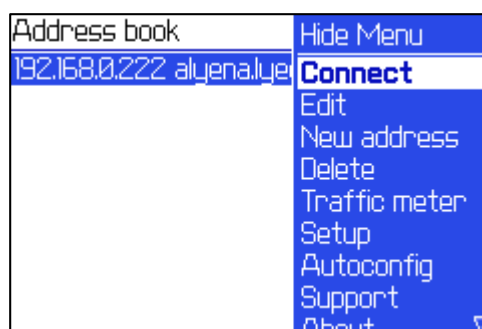 Address book
192.168.0.222 alyena.lye
Hide Menu
Connect
Edit
New address
Delete
Traffic meter
Setup
Autoconfig
Support
About